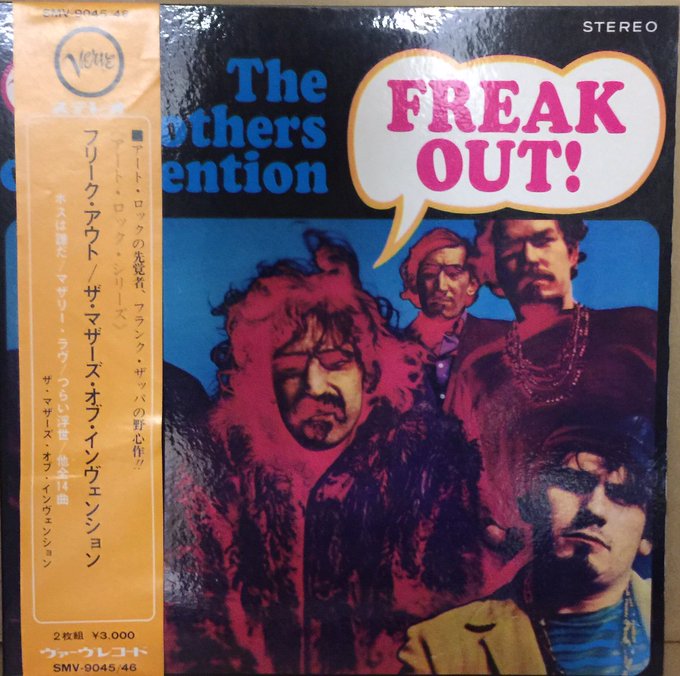 SMV-9045/46
Verve
ステレオ
■アート・ロックの先覚者、フランク・ザッパの野心作!!
〈アート・ロック・シリーズ〉
フリーク・アウト/ザ・マザーズ・オブ・インヴェンション
ボスは誰だ/マザリー・ラヴ/つらい浮世 他全14曲
ザ・マザーズ・オブ・インヴェンション
2枚組 ¥3,000
ヴァーヴレコード
SMV-9045/46
STEREO
The
others
ention
FREAK
OUT!